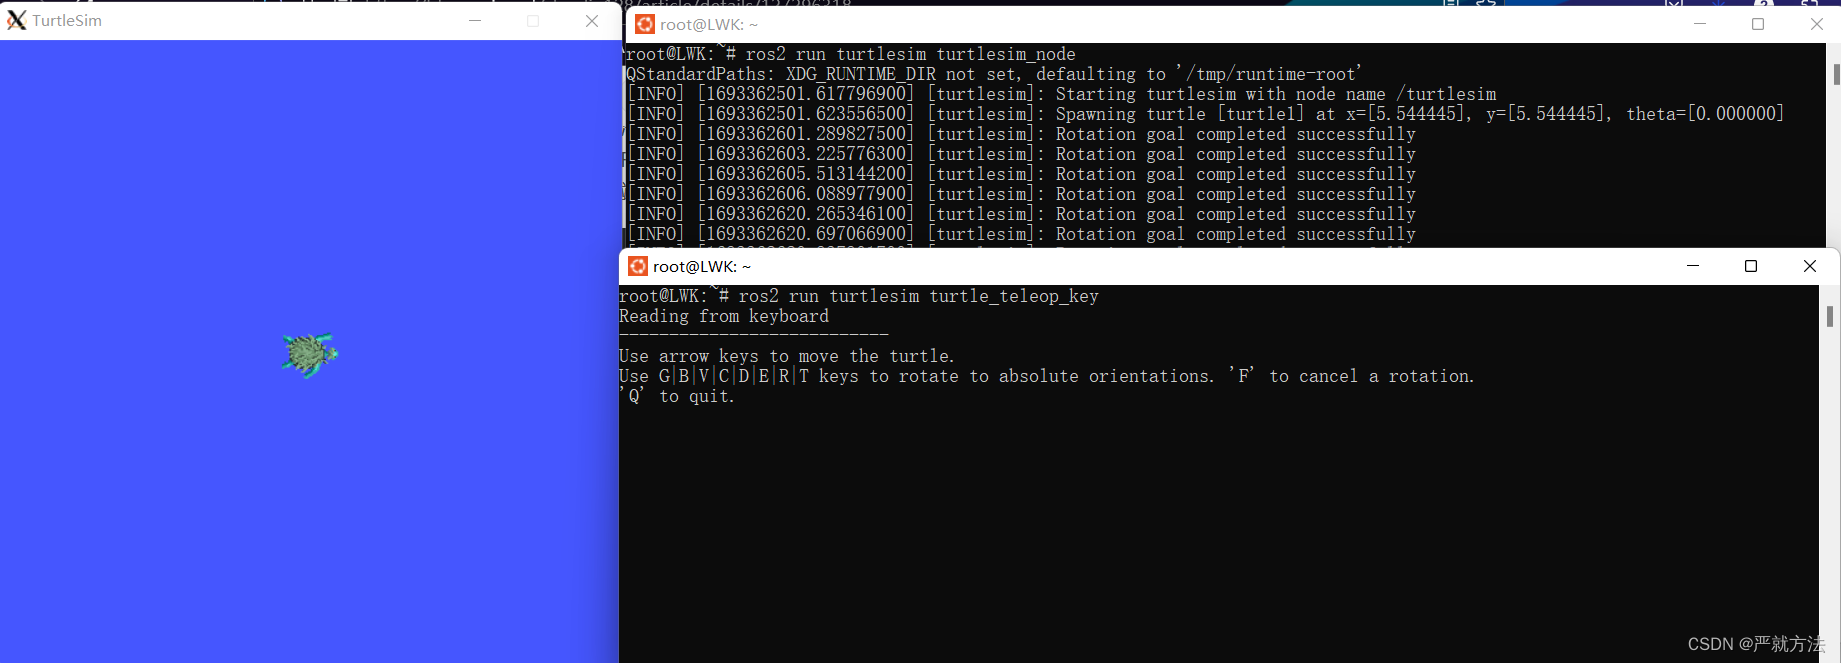 TurtleSim
root@LWK: ~
root@LWK:~# ros2 run turtlesim turtlesim_node
QStandardPaths: XDG_RUNTIME_DIR not set, defaulting to '/tmp/runtime-root'
[INFO] [1693362501.617796900] [turtlesim]: Starting turtlesim with node name /turtlesim
[INFO] [1693362501.623556500] [turtlesim]: Spawning turtle [turtle1] at x=[5.544445], y=[5.544445], theta=[0.000000]
[INFO] [1693362601.289827500] [turtlesim]: Rotation goal completed successfully
[INFO] [1693362603.225776300] [turtlesim]: Rotation goal completed successfully
[INFO] [1693362605.513144200] [turtlesim]: Rotation goal completed successfully
[INFO] [1693362606.088977900] [turtlesim]: Rotation goal completed successfully
[INFO] [1693362620.265346100] [turtlesim]: Rotation goal completed successfully
[INFO] [1693362620.697066900] [turtlesim]: Rotation goal completed successfully
root@LWK: ~
root@LWK:~# ros2 run turtlesim turtle_teleop_key
Reading from keyboard
---------------------------
Use arrow keys to move the turtle.
Use G|B|V|C|D|E|R|T keys to rotate to absolute orientations. 'F' to cancel a rotation.
'Q' to quit.
CSDN @严就方法